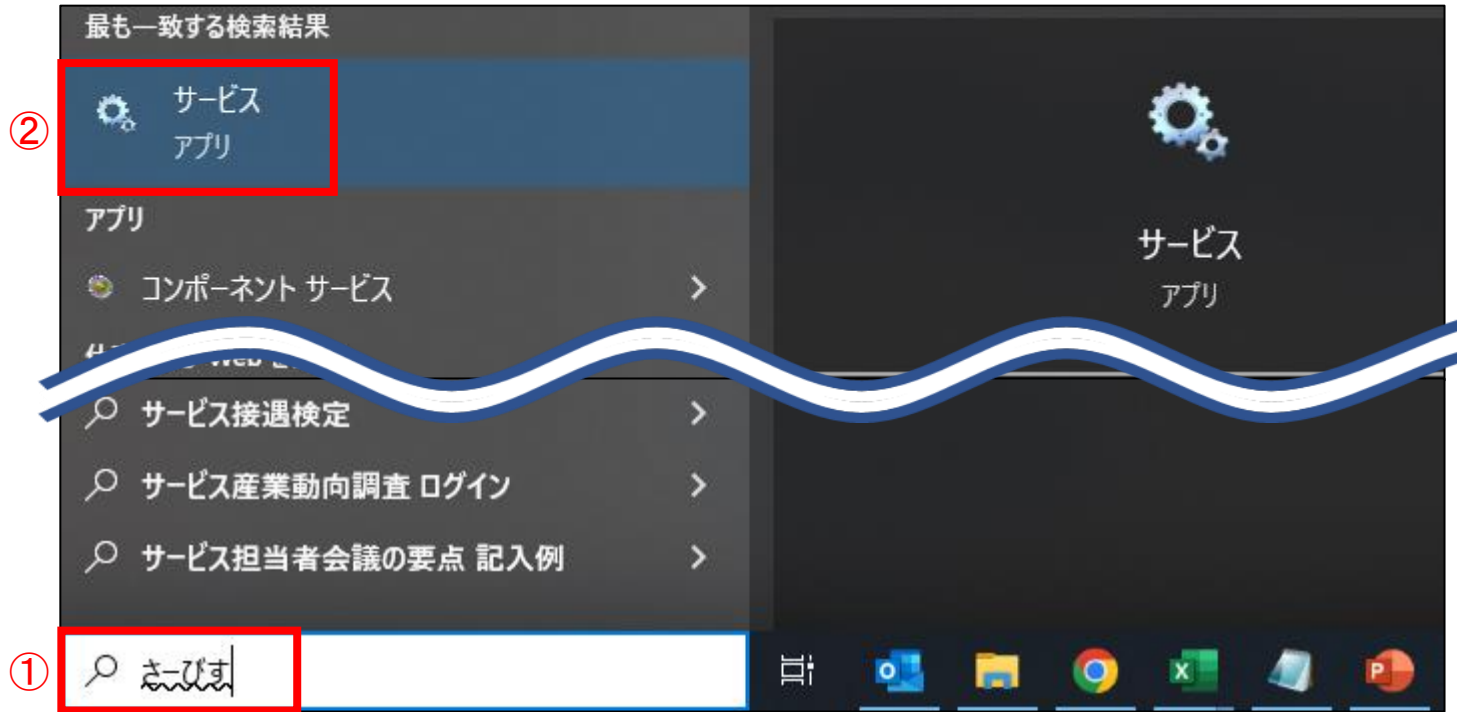 最も一致する検索結果
②
サービス
アプリ
アプリ
コンポーネント サービス
サービス接遇検定
サービス産業動向調査 ログイン
サービス担当者会議の要点 記入例
① さーびす
サービス
アプリ